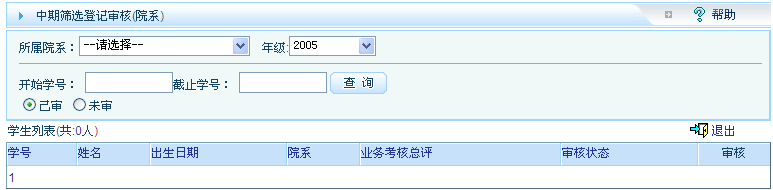 中期筛选登记审核(院系) 帮助
所属院系： --请选择-- 年级: 2005
开始学号： 截止学号： 查 询
已审 未审
学生列表(共:0人) 退出
学号 姓名 出生日期 院系 业务考核总评 审核状态 审核
1